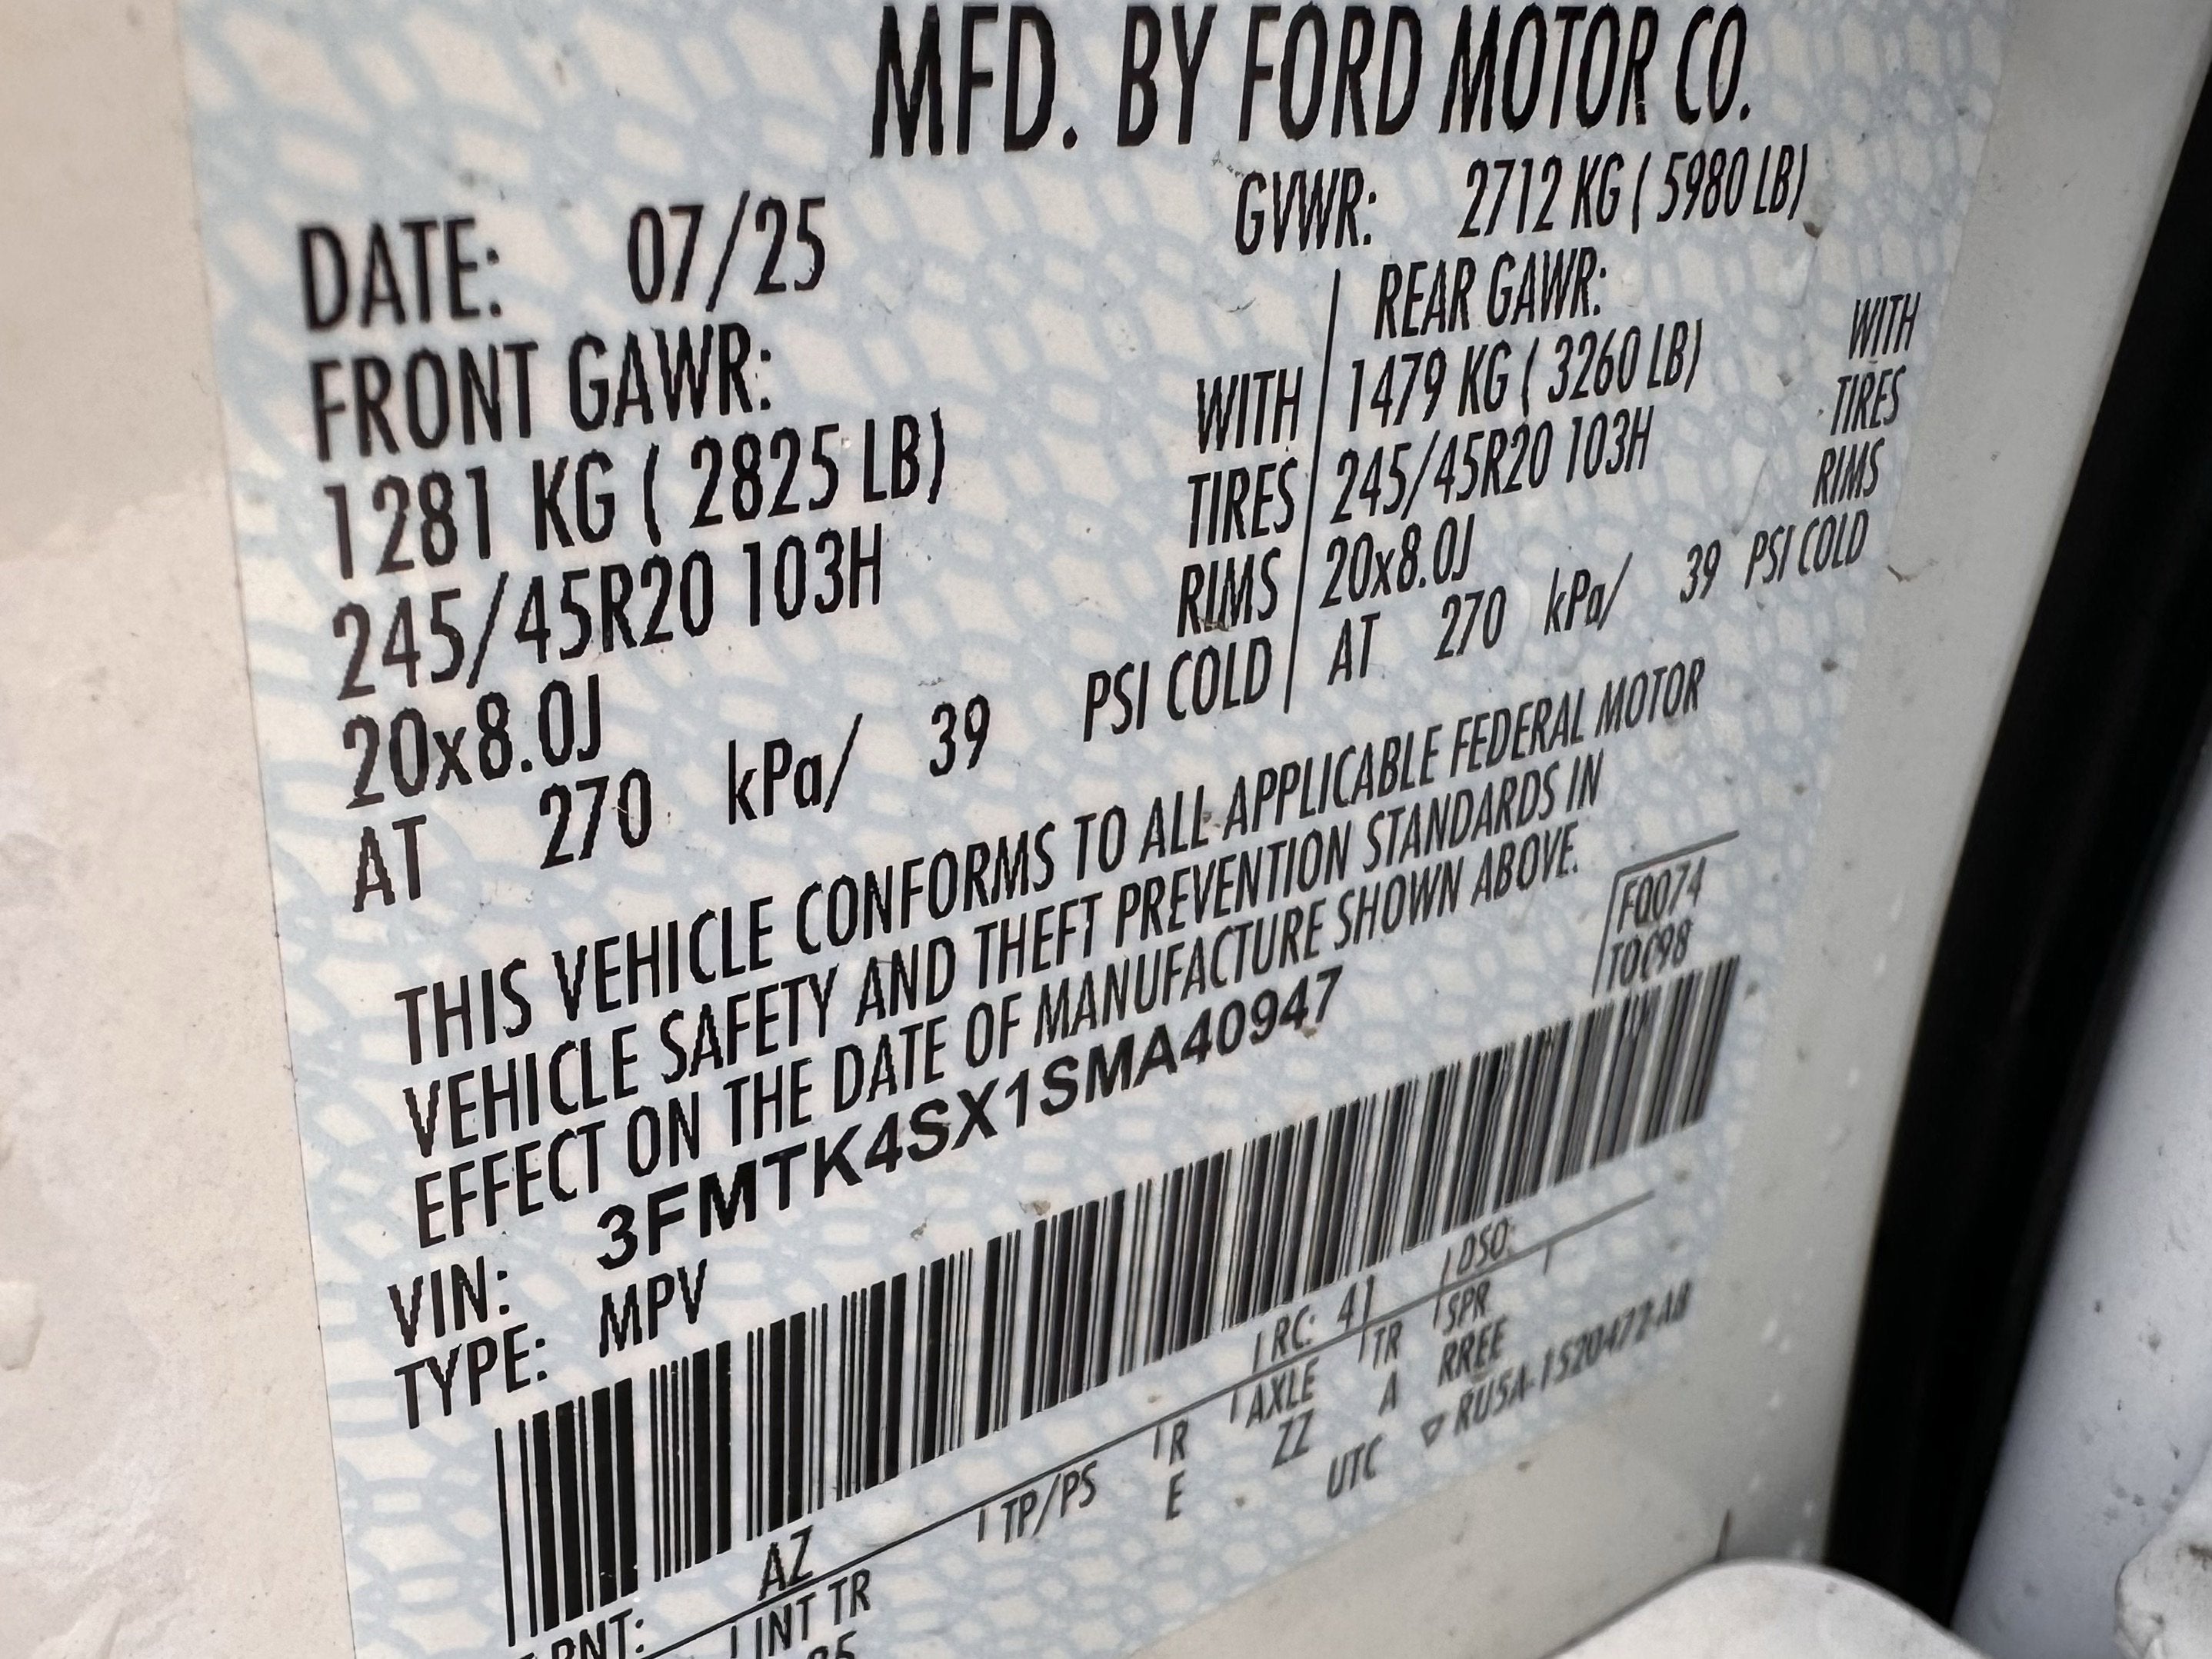 MFD. BY FORD MOTOR CO.
DATE: 07/25 GVWR: 2712 KG ( 5980 LB)
FRONT GAWR: REAR GAWR:
1281 KG ( 2825 LB) WITH 1479 KG ( 3260 LB) WITH
245/45R20 103H TIRES 245/45R20 103H TIRES
20x8.0J RIMS 20x8.0J RIMS
AT 270 kPa/ 39 PSI COLD AT 270 kPa/ 39 PSI COLD
THIS VEHICLE CONFORMS TO ALL APPLICABLE FEDERAL MOTOR
VEHICLE SAFETY AND THEFT PREVENTION STANDARDS IN
EFFECT ON THE DATE OF MANUFACTURE SHOWN ABOVE.
FQ074
T0C98
VIN: 3FMTK4SX1SMA40947
TYPE: MPV
PNT: AZ RC: 41 DSO:
INT TR TP/PS R AXLE TR SPR
E ZZ A RREE
UTC RU5A-1520472-AB